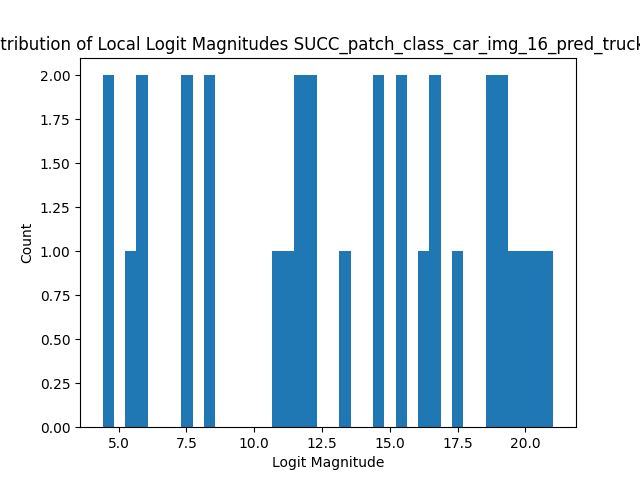 tribution of Local Logit Magnitudes SUCC_patch_class_car_img_16_pred_truck
2.00
1.75
1.50
1.25
1.00
0.75
0.50
0.25
0.00
Count
5.0 7.5 10.0 12.5 15.0 17.5 20.0
Logit Magnitude